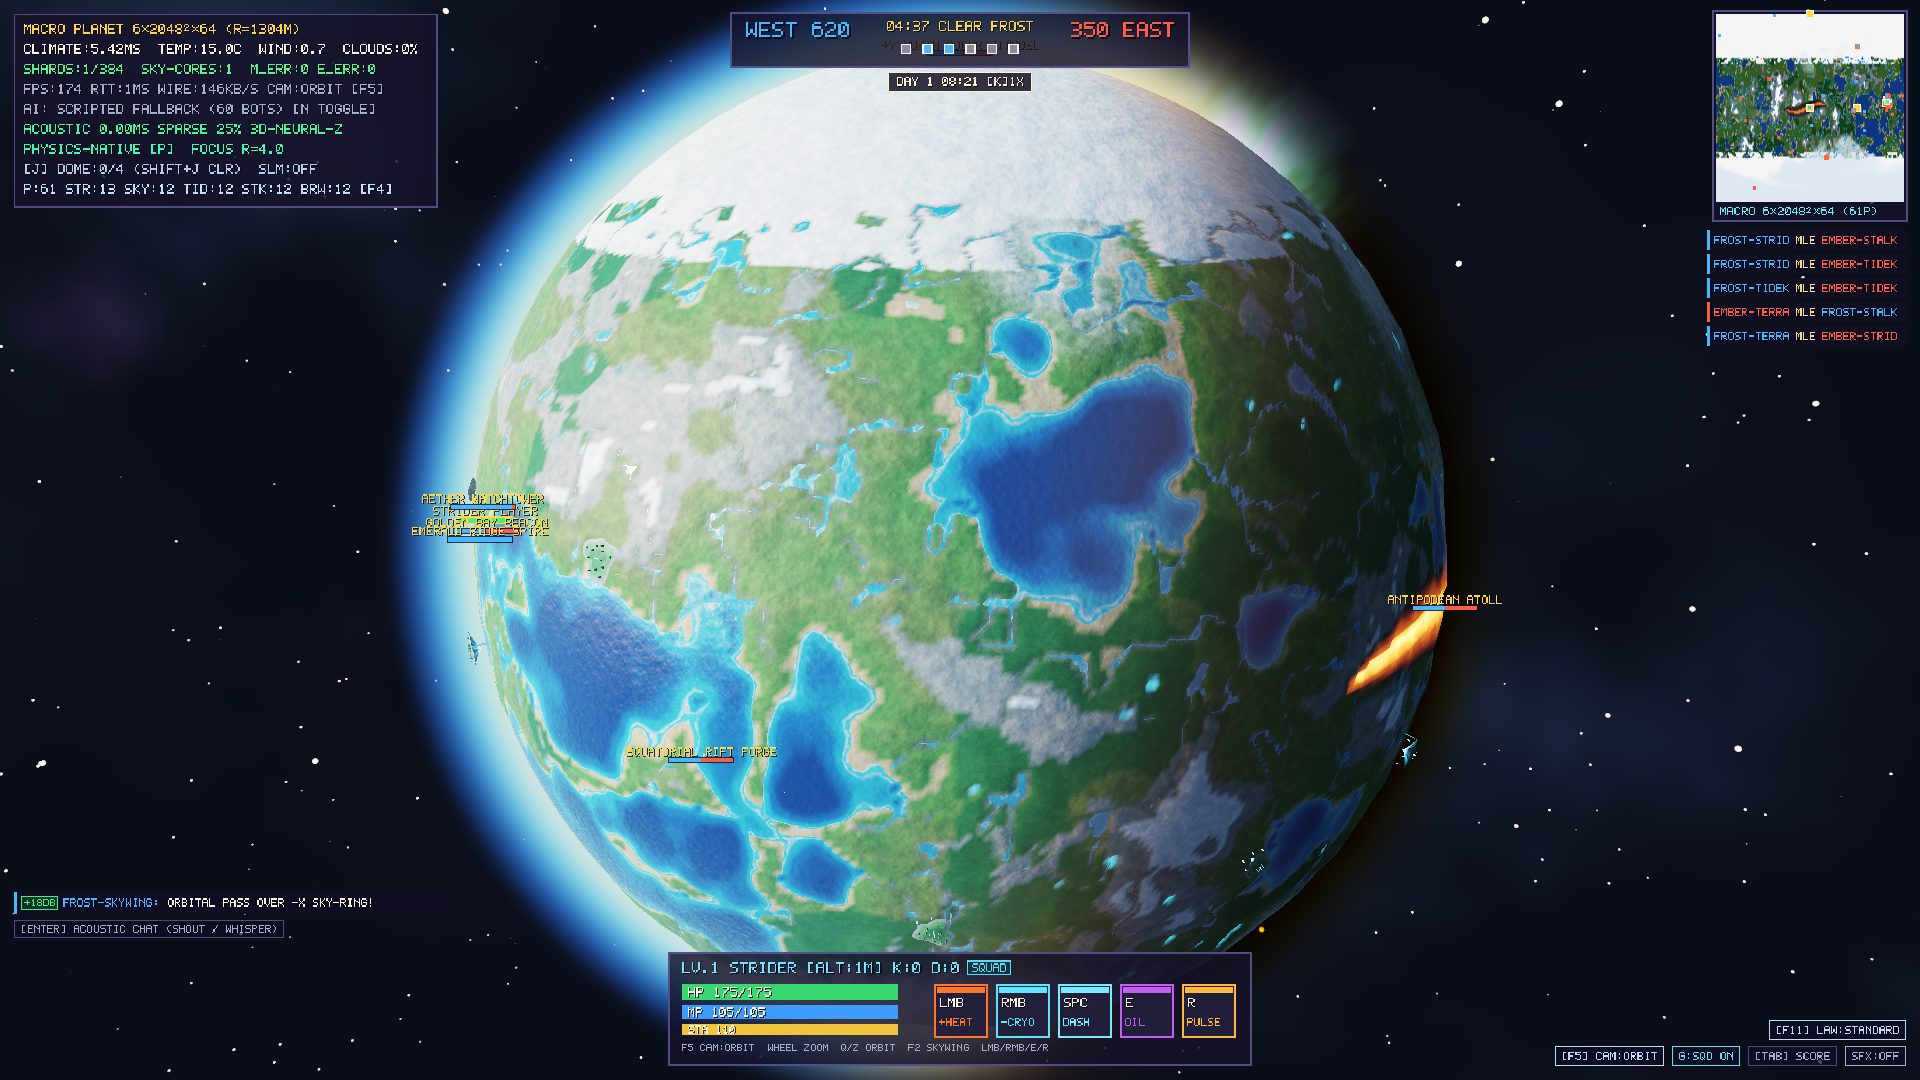 MACRO PLANET 6×2048²×64 (R=1304M)
CLIMATE:5.42MS TEMP:15.0C WIND:0.7 CLOUDS:0%
SHARDS:1/384 SKY-CORES:1 M_ERR:0 E_ERR:0
FPS:174 RTT:1MS WIRE:146KB/S CAM:ORBIT [F5]
AI: SCRIPTED FALLBACK (60 BOTS) [N TOGGLE]
ACOUSTIC 0.00MS SPARSE 25% 3D-NEURAL-Z
PHYSICS-NATIVE [P] FOCUS R=4.0
[J] DOME:0/4 (SHIFT+J CLR) SLM:OFF
P:61 STR:13 SKY:12 TID:12 STK:12 BRW:12 [F4]
WEST 620
04:37 CLEAR FROST
350 EAST
DAY 1 08:21 [K]1X
MACRO 6×2048²×64 (61P)
FROST-STRID MLE EMBER-STALK
FROST-STRID MLE EMBER-TIDEK
FROST-TIDEK MLE EMBER-TIDEK
EMBER-TERRA MLE FROST-STALK
FROST-TERRA MLE EMBER-STRID
AETHER WATCHTOWER
STRIDER PLAYER
GOLDEN BAY BEACON
EMERALD RIDGE SPIRE
ANTIPODEAN ATOLL
EQUATORIAL RIFT FORGE
+18DB FROST-SKYWING: ORBITAL PASS OVER -X SKY-RING!
[ENTER] ACOUSTIC CHAT (SHOUT / WHISPER)
LV.1 STRIDER [ALT:1M] K:0 D:0 SQUAD
HP 175/175
MP 105/105
STA 110
LMB +HEAT
RMB -CRYO
SPC DASH
E OIL
R PULSE
F5 CAM:ORBIT WHEEL ZOOM Q/Z ORBIT F2 SKYWING LMB/RMB/E/R
[F11] LAW:STANDARD
[F5] CAM:ORBIT
G:SQD ON
[TAB] SCORE
SFX:OFF